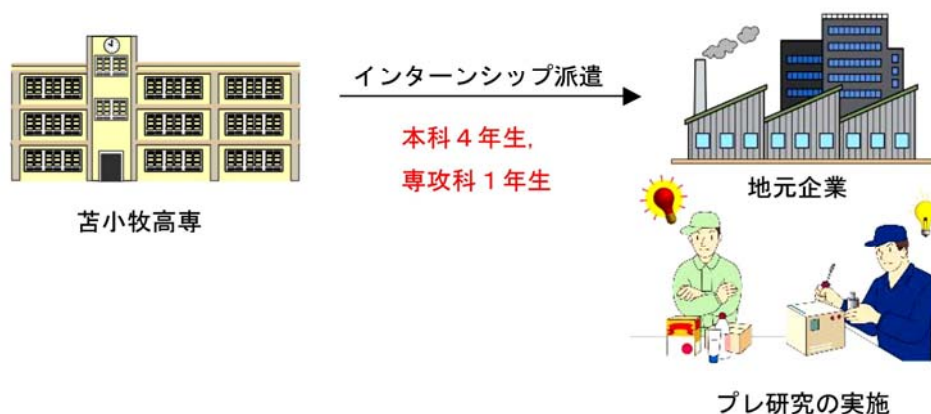 インターンシップ派遣
本科４年生,
専攻科１年生
苫小牧高専
地元企業
プレ研究の実施